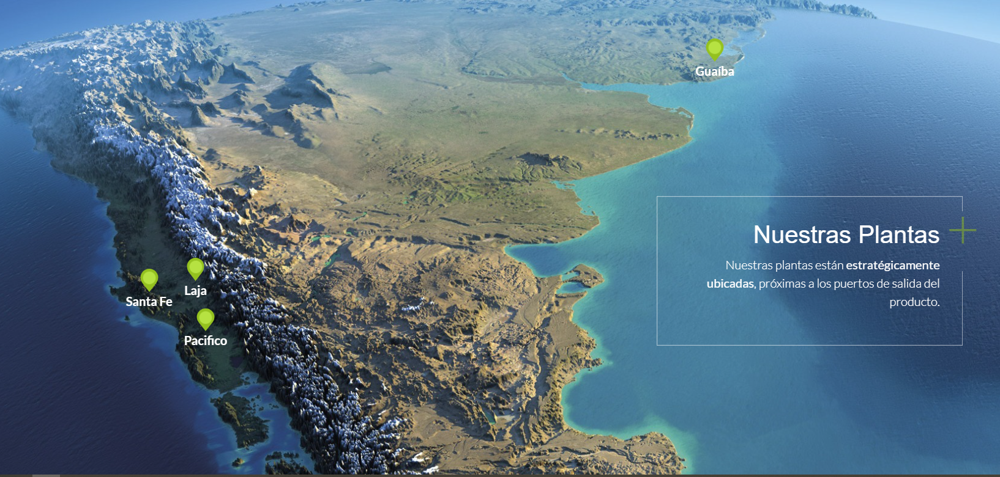 Guaíba
Nuestras Plantas
Nuestras plantas están estratégicamente
ubicadas, próximas a los puertos de salida del
producto.
Laja
Santa Fe
Pacifico